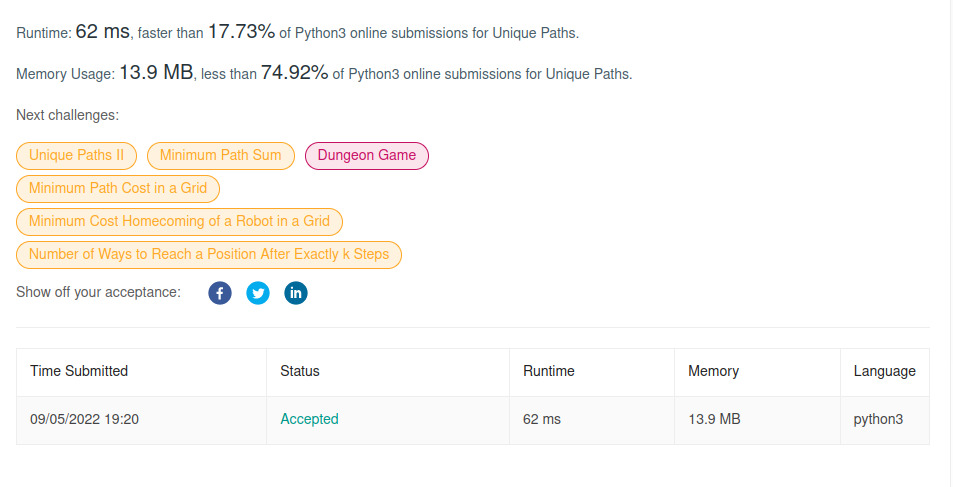 Runtime: 62 ms, faster than 17.73% of Python3 online submissions for Unique Paths.
Memory Usage: 13.9 MB, less than 74.92% of Python3 online submissions for Unique Paths.
Next challenges:
Unique Paths II Minimum Path Sum Dungeon Game
Minimum Path Cost in a Grid
Minimum Cost Homecoming of a Robot in a Grid
Number of Ways to Reach a Position After Exactly k Steps
Show off your acceptance: f in
Time Submitted Status Runtime Memory Language
09/05/2022 19:20 Accepted 62 ms 13.9 MB python3